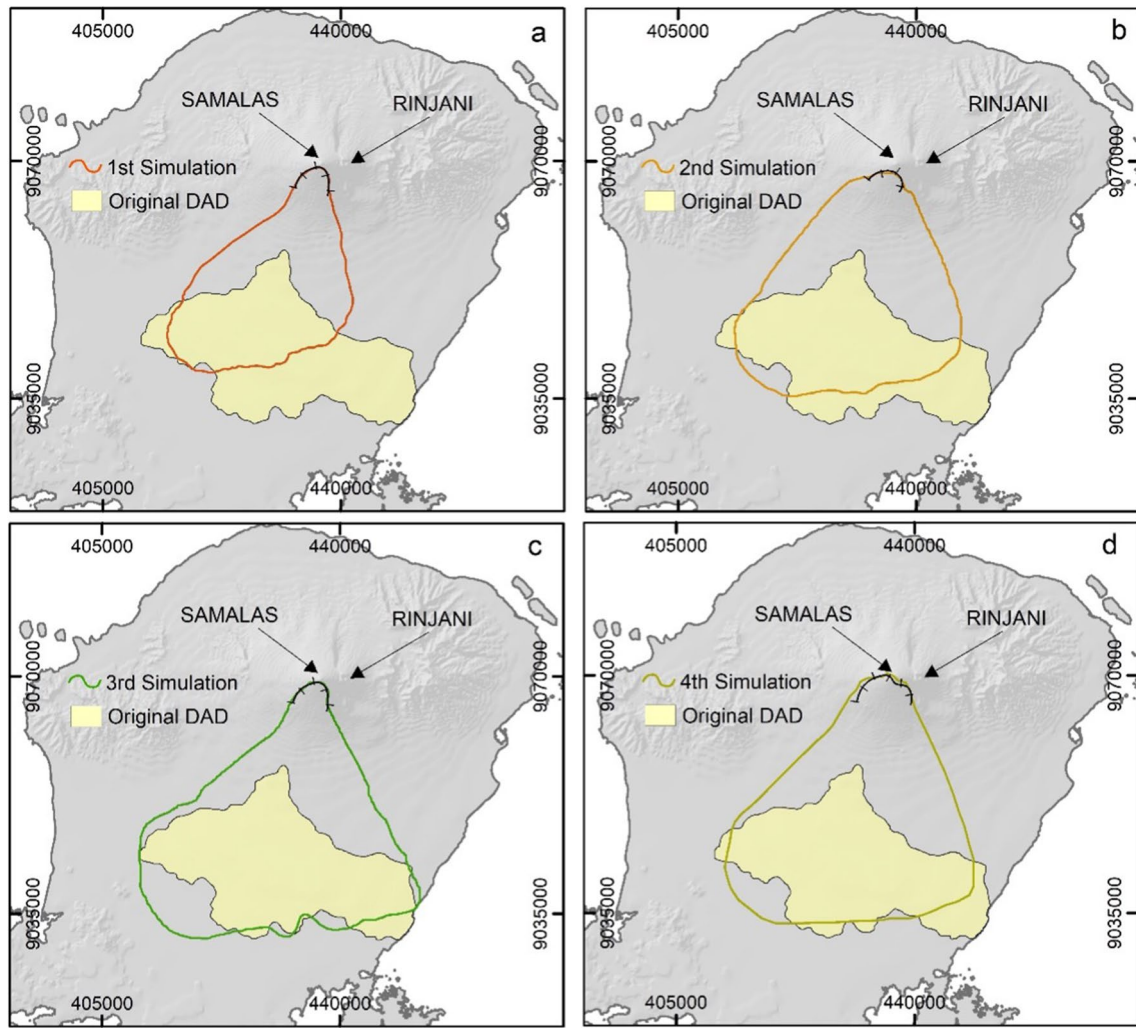 a
405000 440000
SAMALAS RINJANI
9070000 9070000
1st Simulation
Original DAD
9035000 9035000
405000 440000
b
405000 440000
SAMALAS RINJANI
9070000 9070000
2nd Simulation
Original DAD
9035000 9035000
405000 440000
c
405000 440000
SAMALAS RINJANI
9070000 9070000
3rd Simulation
Original DAD
9035000 9035000
405000 440000
d
405000 440000
SAMALAS RINJANI
9070000 9070000
4th Simulation
Original DAD
9035000 9035000
405000 440000